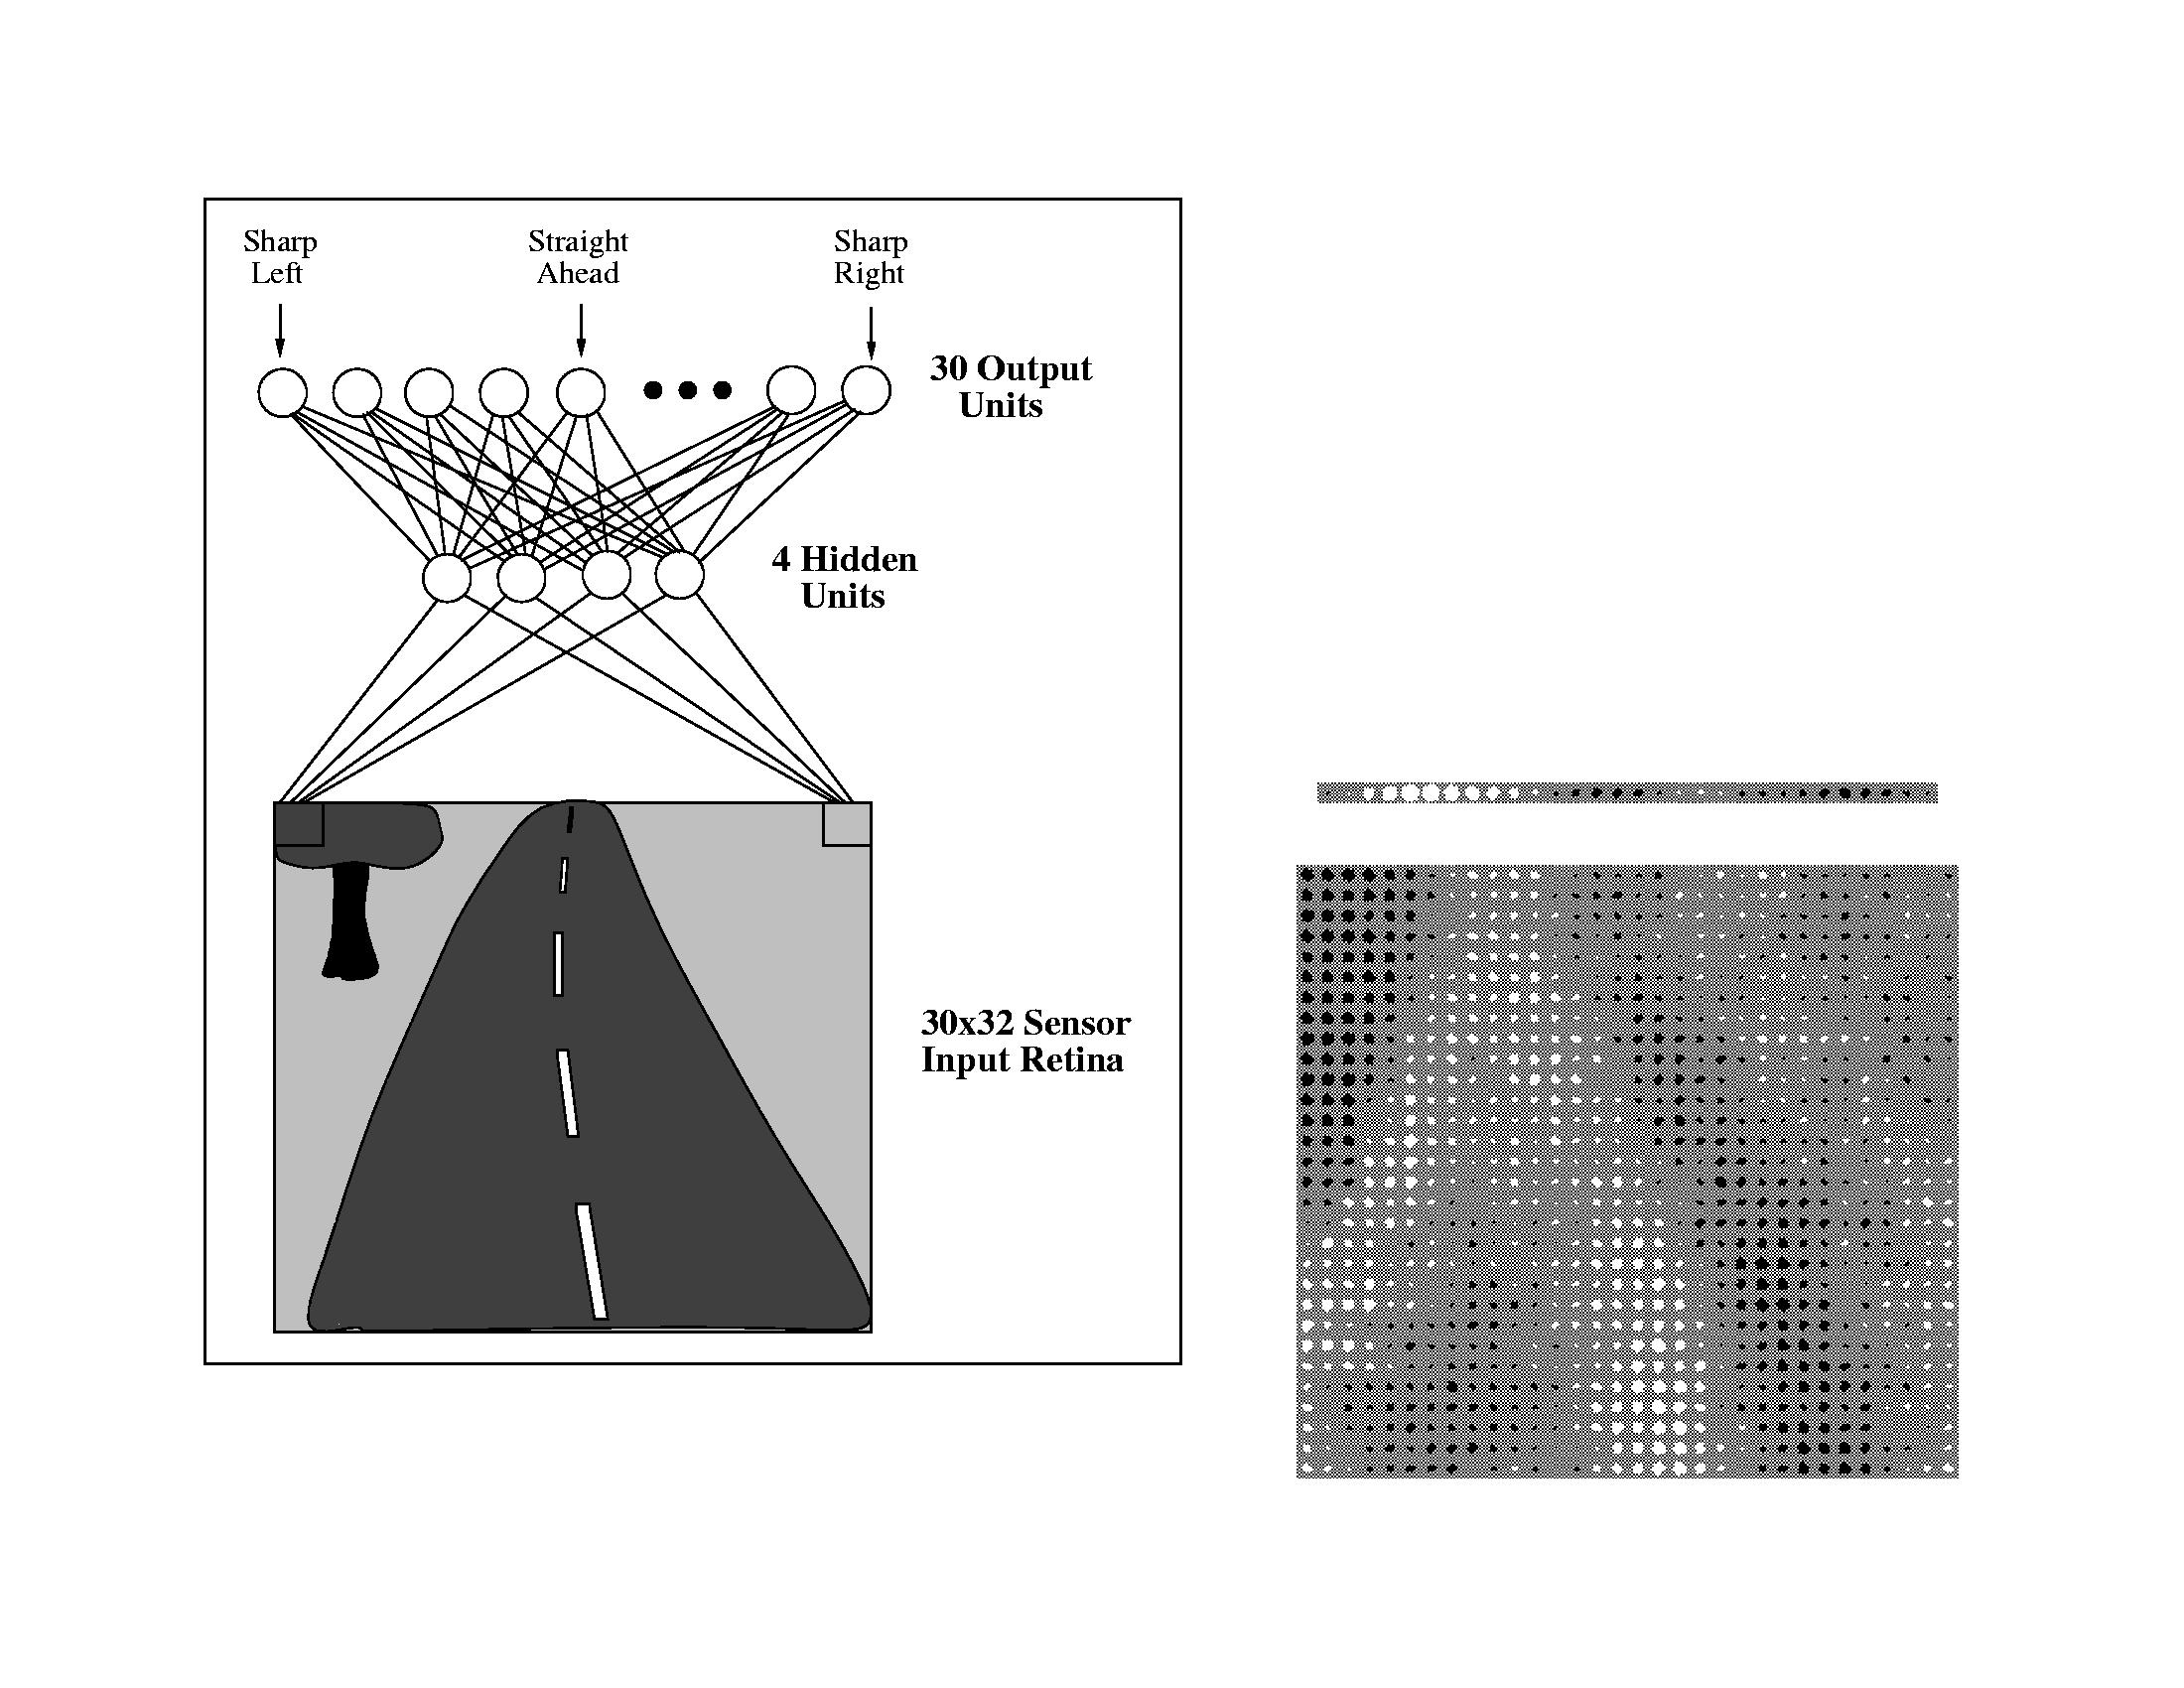 Sharp
Left
Straight
Ahead
Sharp
Right
30 Output
Units
4 Hidden
Units
30x32 Sensor
Input Retina